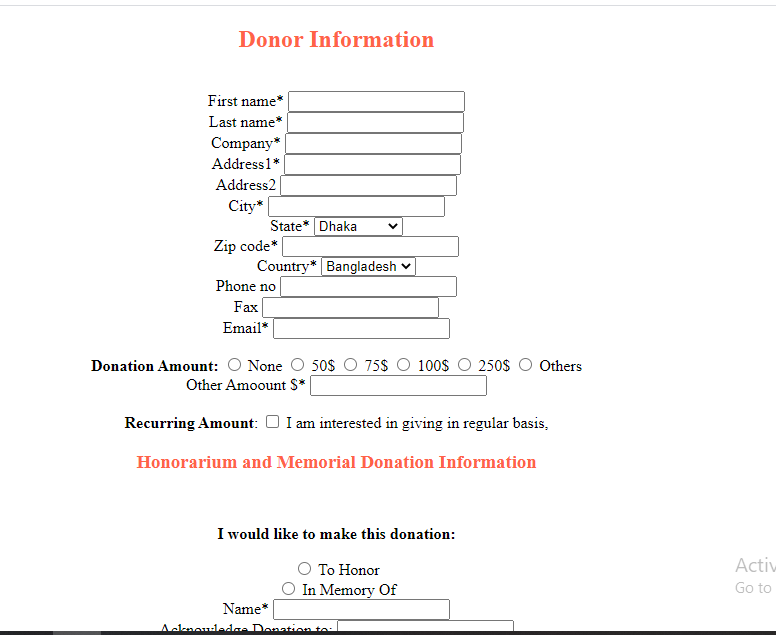 Donor Information
First name*
Last name*
Company*
Address1*
Address2
City*
State* Dhaka
Zip code*
Country* Bangladesh
Phone no
Fax
Email*
Donation Amount: None 50$ 75$ 100$ 250$ Others
Other Amoount $*
Recurring Amount: I am interested in giving in regular basis,
Honorarium and Memorial Donation Information
I would like to make this donation:
To Honor
In Memory Of
Name*
Acknowledge Donation to:
Activ
Go to